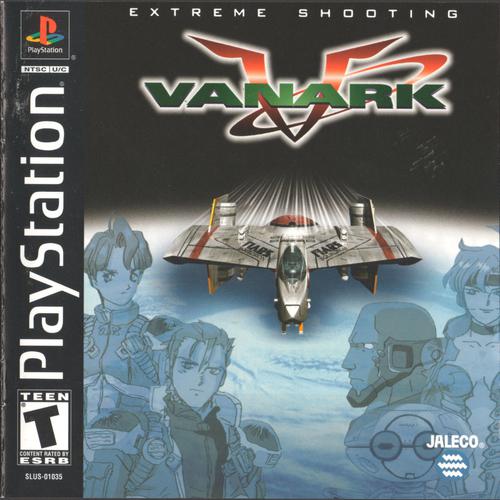 EXTREME SHOOTING
VANARK
PlayStation
NTSC U/C
PlayStation
TEEN
T
CONTENT RATED BY
ESRB
SLUS-01035
JALECO